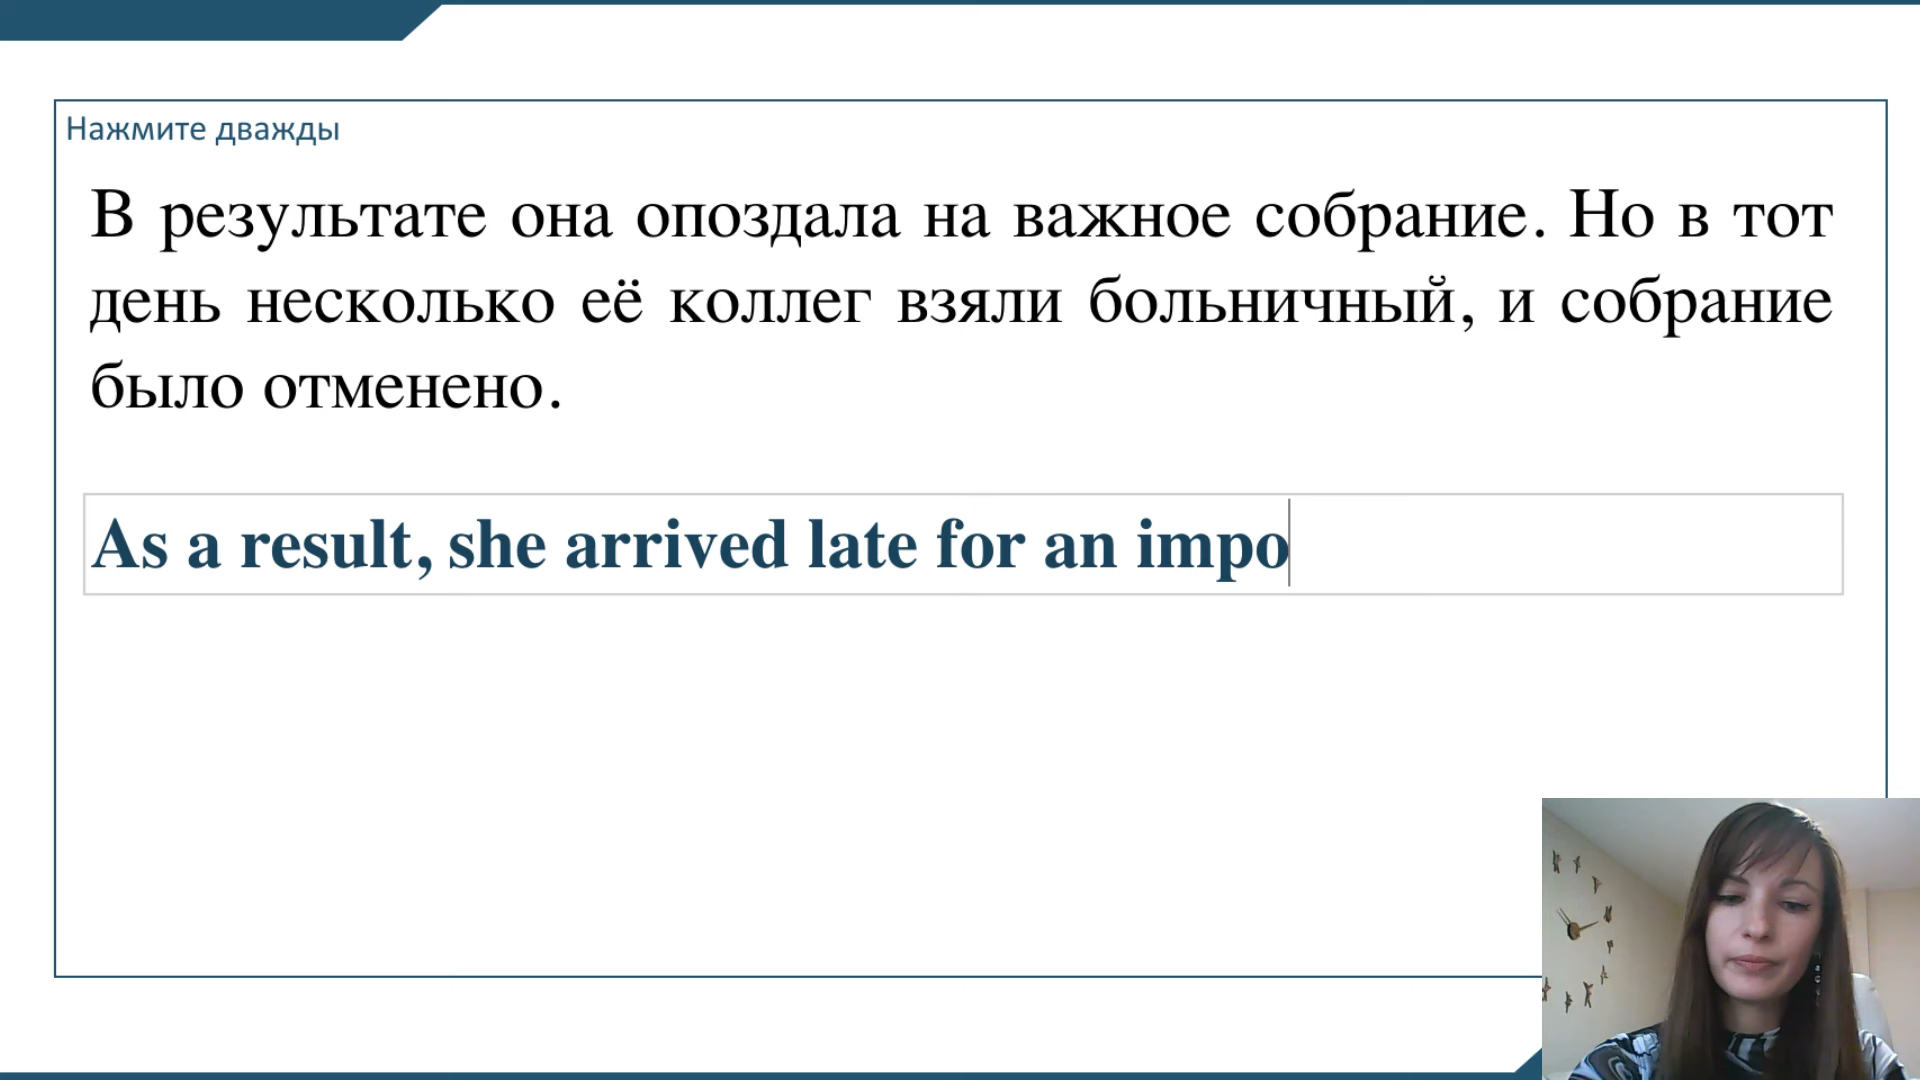 Нажмите дважды
В результате она опоздала на важное собрание. Но в тот
день несколько её коллег взяли больничный, и собрание
было отменено.
As a result, she arrived late for an impo